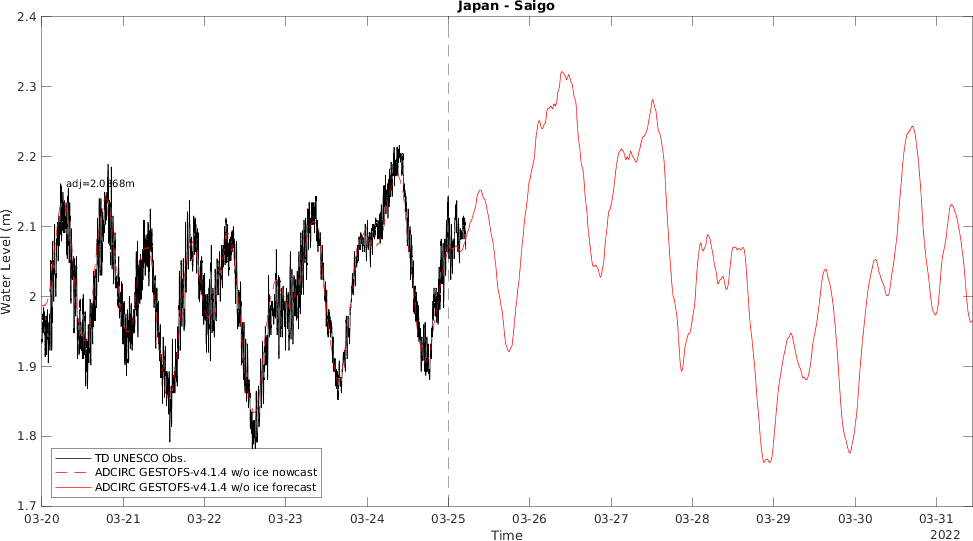 Japan - Saigo
2.4
2.3
2.2
2.1
2
1.9
1.8
1.7
Water Level (m)
adj=2.0368m
TD UNESCO Obs.
ADCIRC GESTOFS-v4.1.4 w/o ice nowcast
ADCIRC GESTOFS-v4.1.4 w/o ice forecast
03-20 03-21 03-22 03-23 03-24 03-25 03-26 03-27 03-28 03-29 03-30 03-31
2022
Time